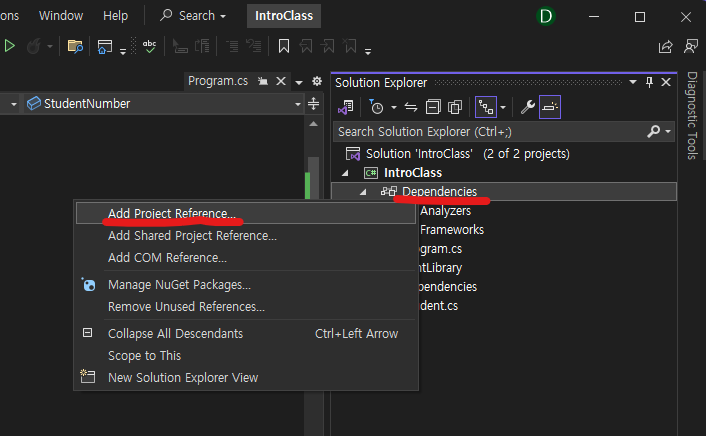 ons Window Help Search IntroClass D
Program.cs
StudentNumber
Solution Explorer
Search Solution Explorer (Ctrl+;)
Solution 'IntroClass' (2 of 2 projects)
C# IntroClass
Dependencies
Analyzers
Frameworks
ogram.cs
entLibrary
ependencies
dent.cs
Add Project Reference...
Add Shared Project Reference...
Add COM Reference...
Manage NuGet Packages...
Remove Unused References...
Collapse All Descendants Ctrl+Left Arrow
Scope to This
New Solution Explorer View
Diagnostic Tools